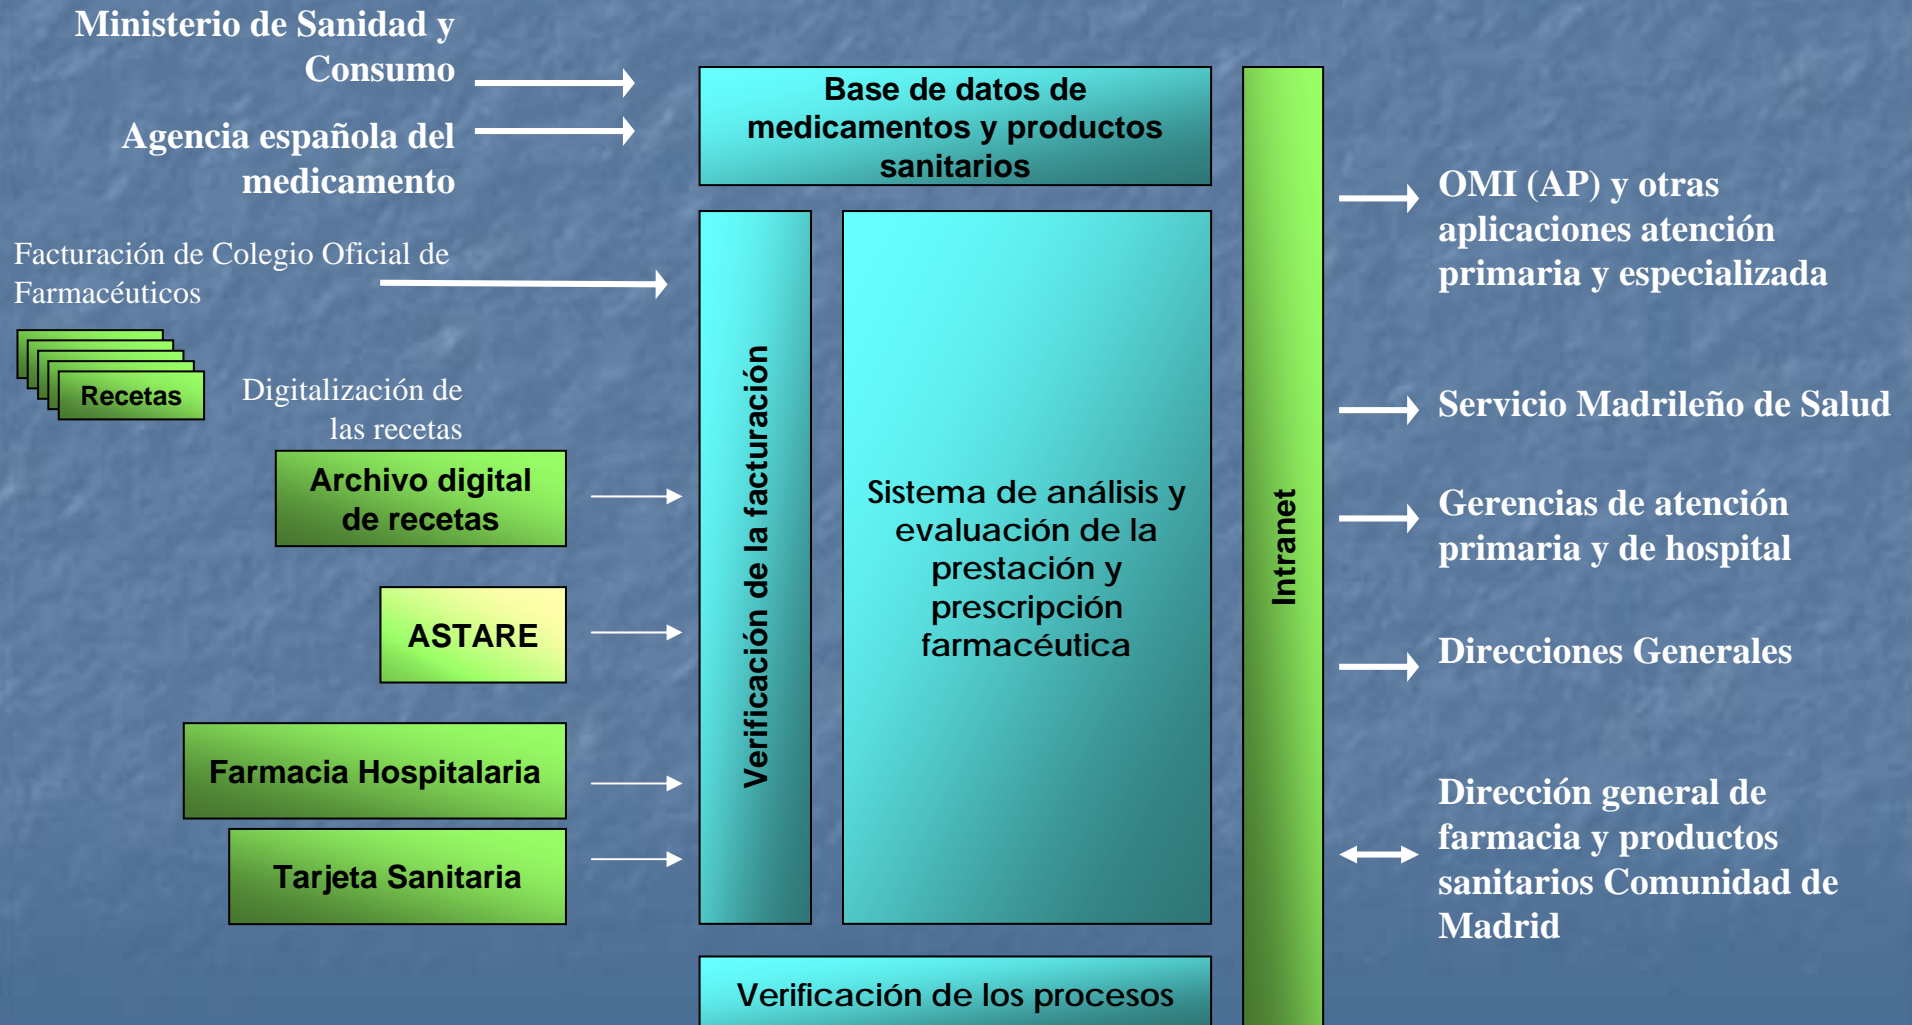 Ministerio de Sanidad y
Consumo
Agencia española del
medicamento
Facturación de Colegio Oficial de
Farmacéuticos
Recetas
Digitalización de
las recetas
Archivo digital
de recetas
ASTARE
Farmacia Hospitalaria
Tarjeta Sanitaria
Base de datos de
medicamentos y productos
sanitarios
Verificación de la facturación
Sistema de análisis y
evaluación de la
prestación y
prescripción
farmacéutica
Verificación de los procesos
Intranet
OMI (AP) y otras
aplicaciones atención
primaria y especializada
Servicio Madrileño de Salud
Gerencias de atención
primaria y de hospital
Direcciones Generales
Dirección general de
farmacia y productos
sanitarios Comunidad de
Madrid